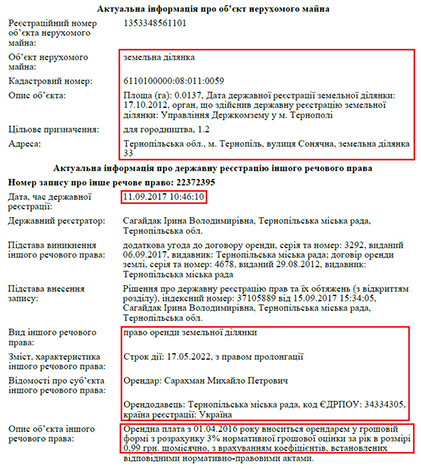 Актуальна інформація про об’єкт нерухомого майна
Реєстраційний номер
об’єкта нерухомого
майна:
1353348561101
Об’єкт нерухомого
майна:
земельна ділянка
Кадастровий номер:
6110100000:08:011:0059
Опис об’єкта:
Площа (га): 0.0137, Дата державної реєстрації земельної ділянки:
17.10.2012, орган, що здійснив державну реєстрацію земельної
ділянки: Управління Держкомзему у м. Тернополі
Цільове призначення:
для городництва, 1.2
Адреса:
Тернопільська обл., м. Тернопіль, вулиця Сонячна, земельна ділянка
33
Актуальна інформація про державну реєстрацію іншого речового права
Номер запису про інше речове право: 22372395
Дата, час державної
реєстрації:
11.09.2017 10:46:10
Державний реєстратор:
Сагайдак Ірина Володимирівна, Тернопільська міська рада,
Тернопільська обл.
Підстава виникнення
іншого речового права:
додаткова угода до договору оренди, серія та номер: 3292, виданий
06.09.2017, видавник: Тернопільська міська рада; договір оренди
землі, серія та номер: 4678, виданий 29.08.2012, видавник:
Тернопільська міська рада
Підстава внесення
запису:
Рішення про державну реєстрацію прав та їх обтяжень (з відкриттям
розділу), індексний номер: 37105889 від 15.09.2017 15:34:05,
Сагайдак Ірина Володимирівна, Тернопільська міська рада,
Тернопільська обл.
Вид іншого речового
права:
право оренди земельної ділянки
Зміст, характеристика
іншого речового права:
Строк дії: 17.05.2022, з правом пролонгації
Відомості про суб’єкта
іншого речового права:
Орендар: Сарахман Михайло Петрович
Орендодавець: Тернопільська міська рада, код ЄДРПОУ: 34334305,
країна реєстрації: Україна
Опис об’єкта іншого
речового права:
Орендна плата з 01.04.2016 року вноситься орендарем у грошовій
формі з розрахунку 3% нормативної грошової оцінки за рік в розмірі
0,99 грн. щомісячно, з врахуванням коефіцієнтів, встановлених
відповідними нормативно-правовими актами.